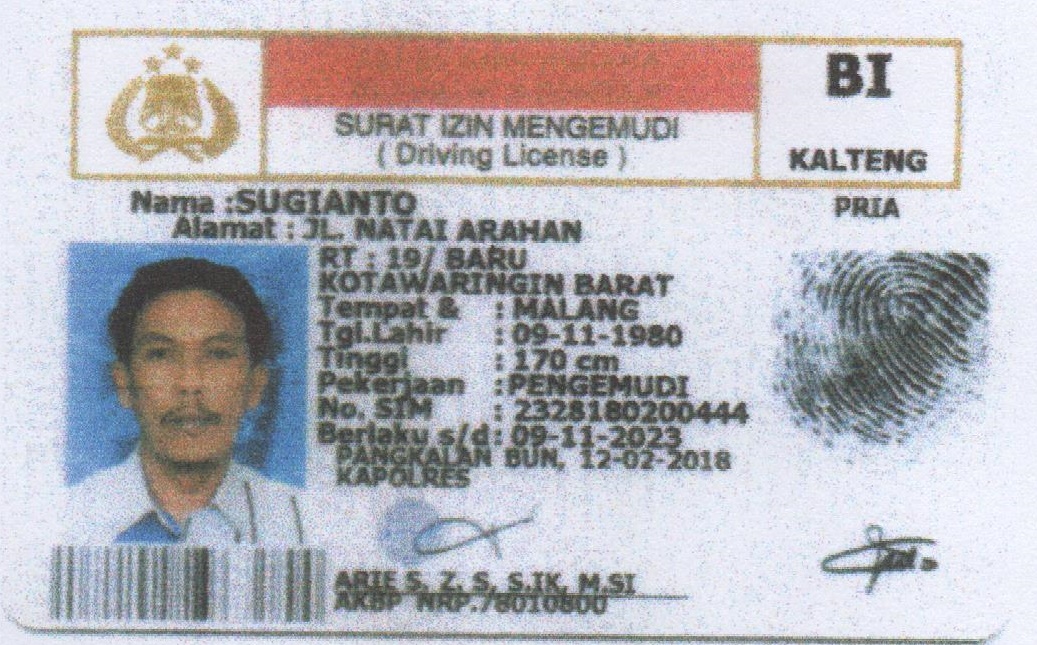 BI
SURAT IZIN MENGEMUDI
( Driving License )
KALTENG
Nama :SUGIANTO
PRIA
Alamat : JL. NATAI ARAHAN
RT : 19/ BARU
KOTAWARINGIN BARAT
Tempat & : MALANG
Tgl.Lahir : 09-11-1980
Tinggi : 170 cm
Pekerjaan :PENGEMUDI
No. SIM : 2328180200444
Berlaku s/d : 09-11-2023
PANGKALAN BUN, 12-02-2018
KAPOLRES
ARIE S, Z. S, S.IK, M.SI
AKBP NRP.78010800